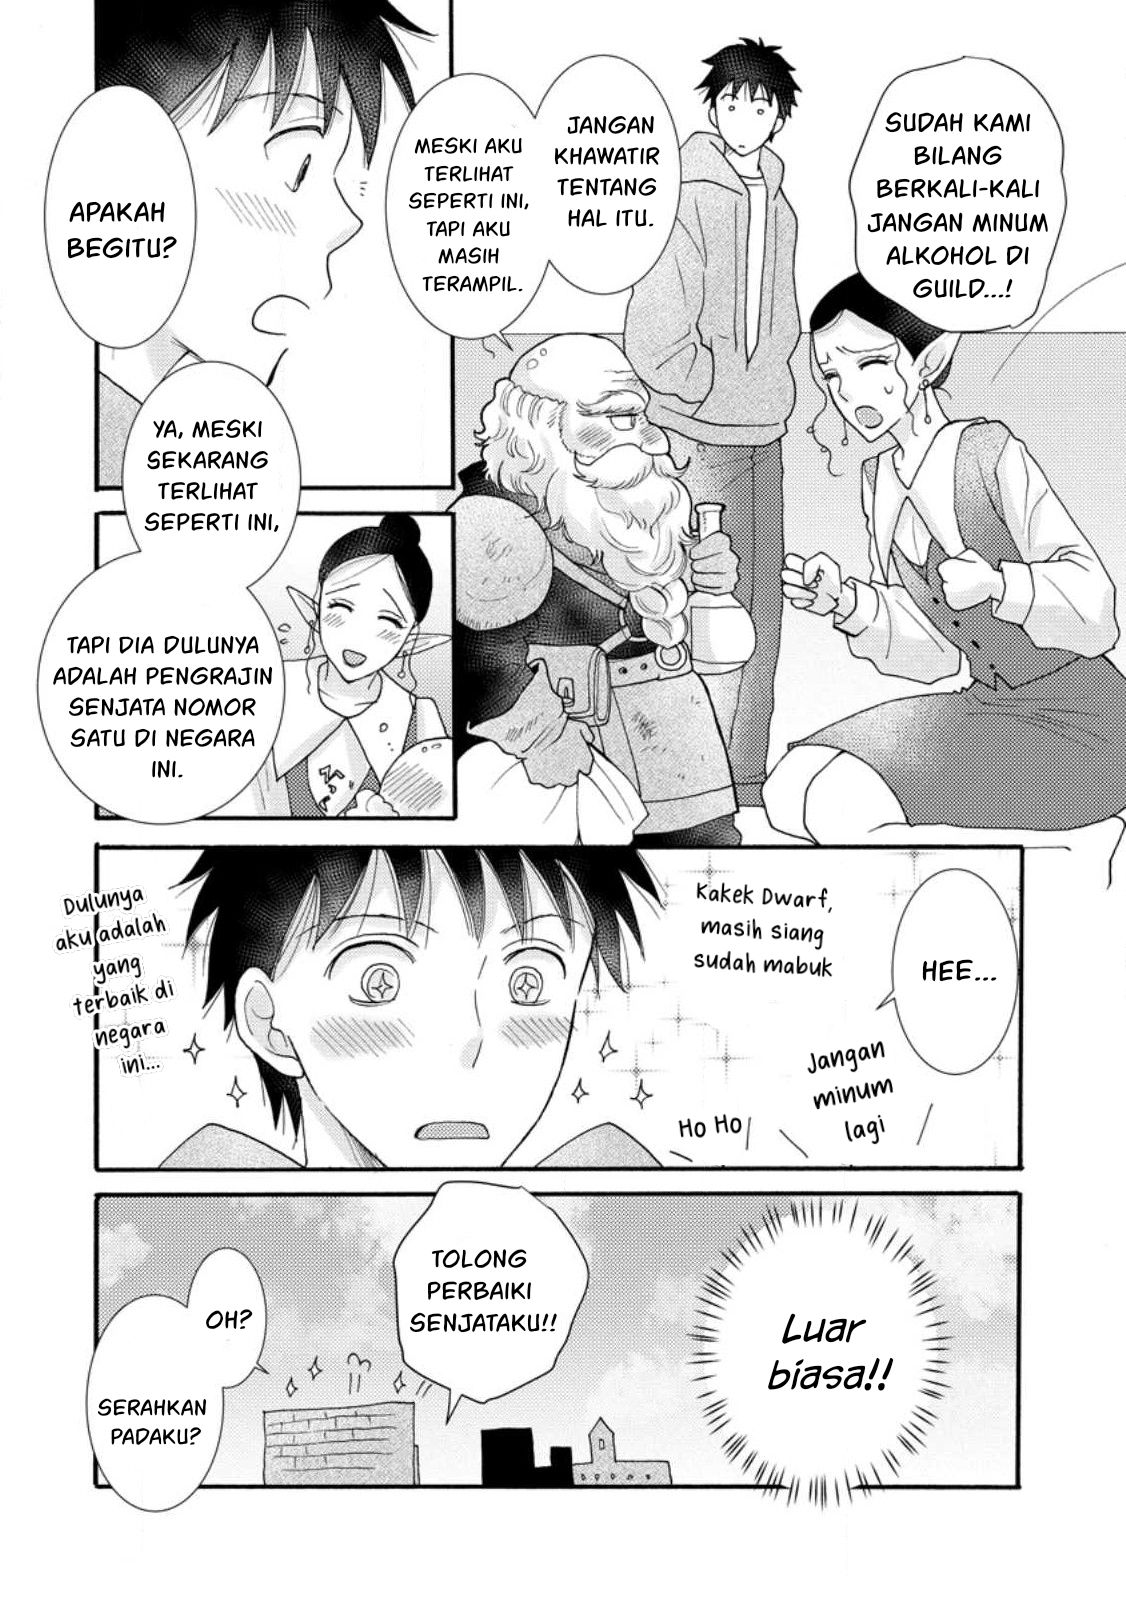 SUDAH KAMI
BILANG
BERKALI-KALI
JANGAN MINUM
ALKOHOL DI
GUILD...!
JANGAN
KHAWATIR
TENTANG
HAL ITU.
MESKI AKU
TERLIHAT
SEPERTI INI,
TAPI AKU
MASIH
TERAMPIL.
APAKAH
BEGITU?
YA, MESKI
SEKARANG
TERLIHAT
SEPERTI INI,
TAPI DIA DULUNYA
ADALAH PENGRAJIN
SENJATA NOMOR
SATU DI NEGARA
INI.
HEE...
Kakek Dwarf,
masih siang
sudah mabuk
Jangan
minum
lagi
Ho Ho
Dulunya
aku adalah
yang
terbaik di
negara
ini...
Luar
biasa!!
TOLONG
PERBAIKI
SENJATAKU!!
OH?
SERAHKAN
PADAKU?